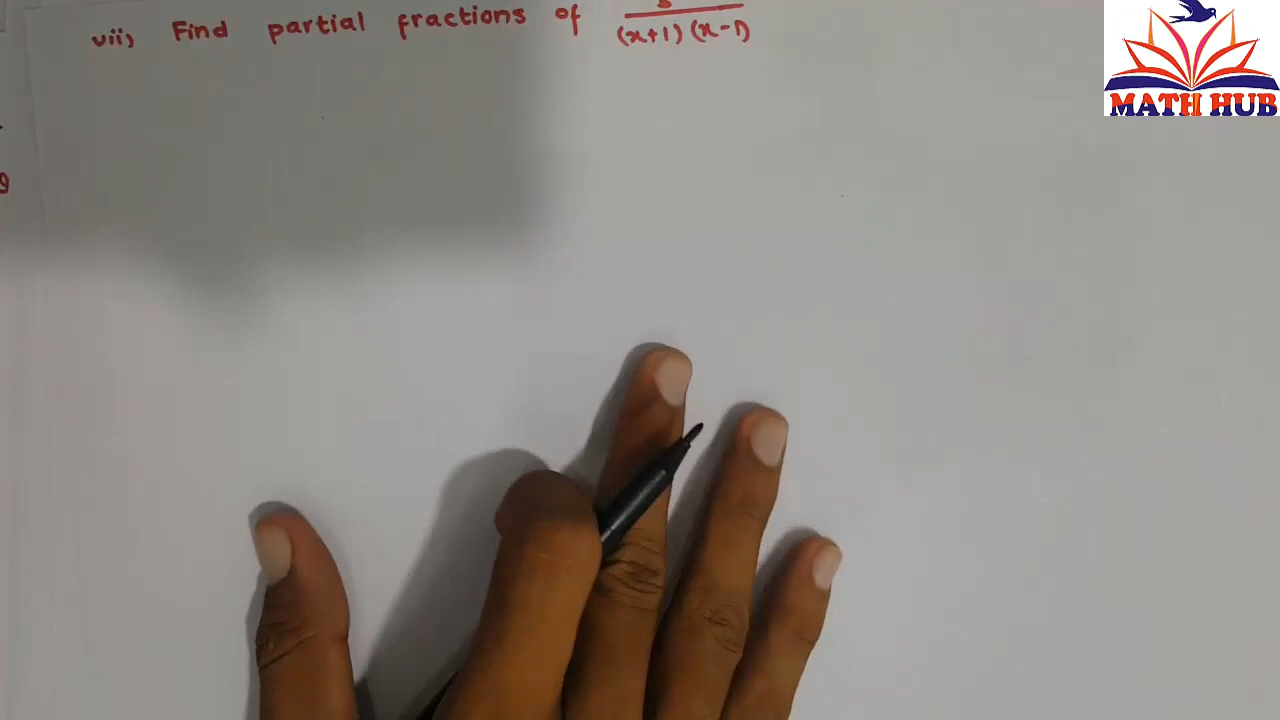 vii) Find partial fractions of
(x+1) (x-1)
MATH HUB